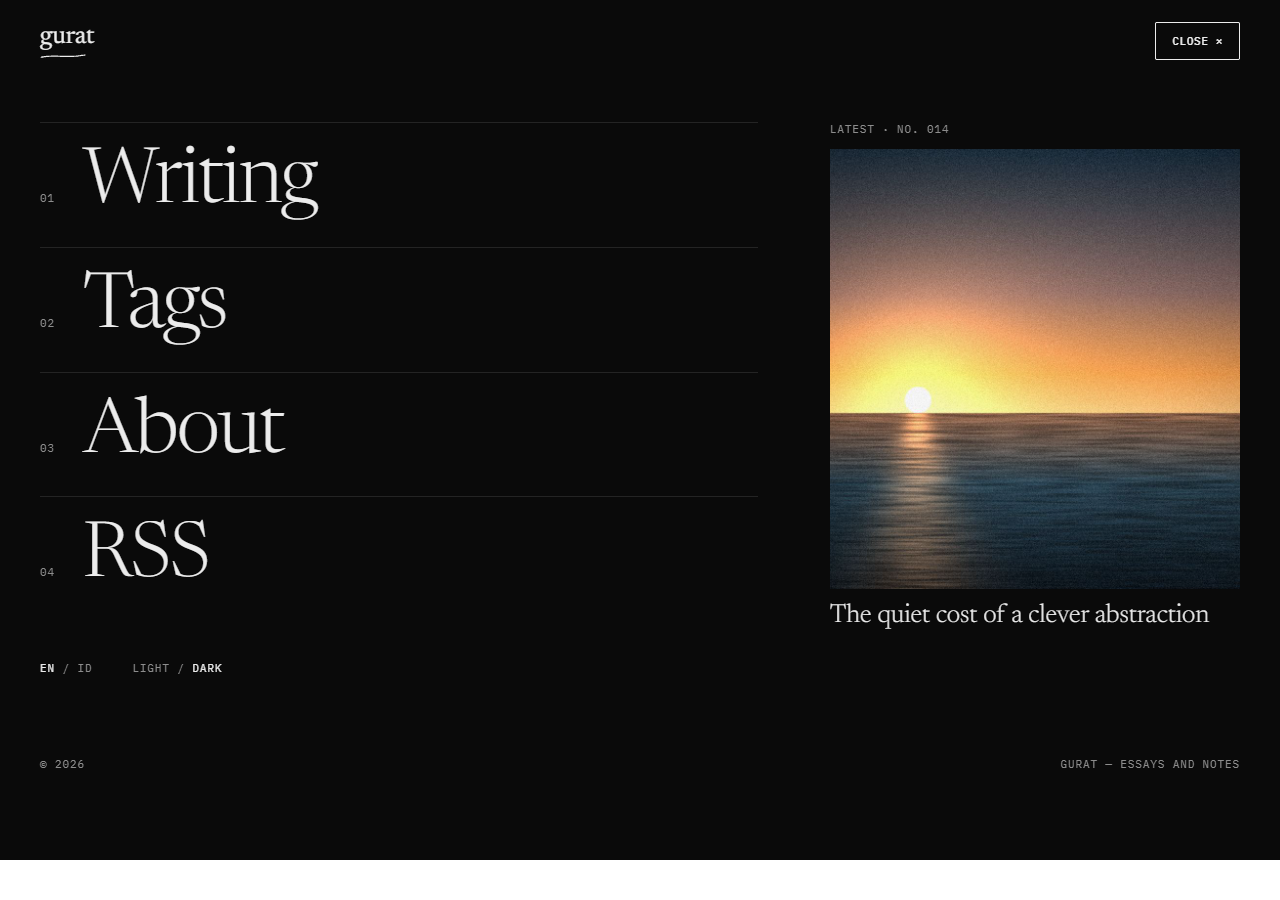 gurat
CLOSE ×
01 Writing
02 Tags
03 About
04 RSS
LATEST · NO. 014
The quiet cost of a clever abstraction
EN / ID LIGHT / DARK
© 2026
GURAT — ESSAYS AND NOTES